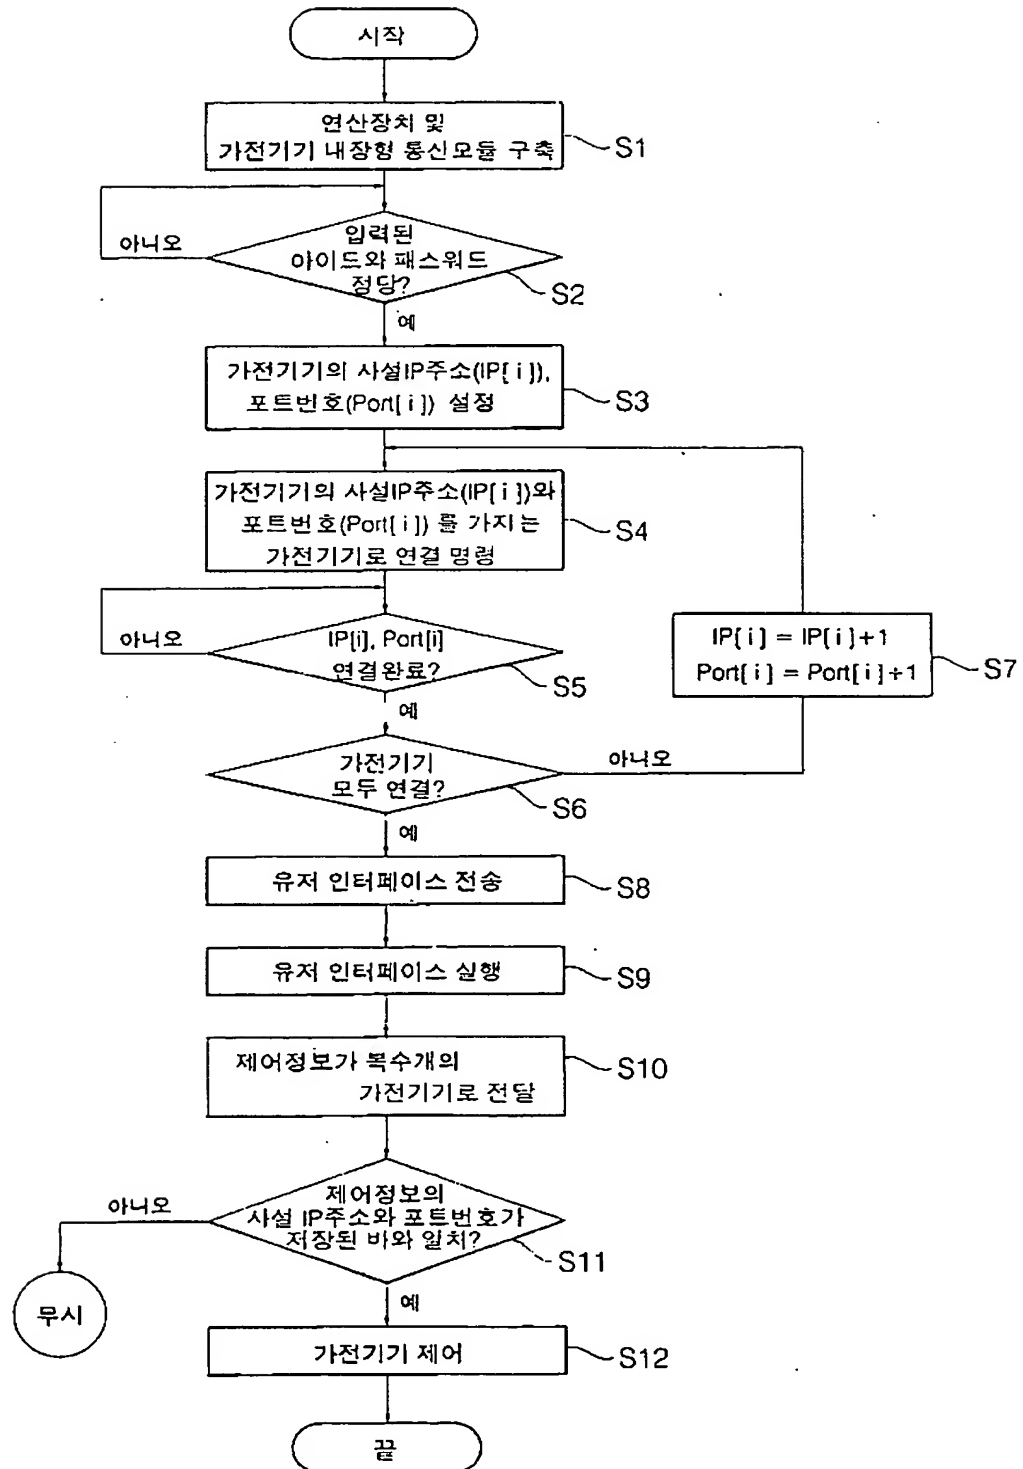 시작
연산장치 및
가전기기 내장형 통신모듈 구축
S1
입력된
아이드와 패스워드
정당?
아니오
S2
예
가전기기의 사설IP주소(IP[i]),
포트번호(Port[i]) 설정
S3
가전기기의 사설IP주소(IP[i])와
포트번호(Port[i])를 가지는
가전기기로 연결 명령
S4
아니오
IP[i], Port[i]
연결완료?
S5
IP[i] = IP[i]+1
Port[i] = Port[i]+1
S7
예
가전기기
모두 연결?
아니오
S6
예
유저 인터페이스 전송
S8
유저 인터페이스 실행
S9
제어정보가 복수개의
가전기기로 전달
S10
아니오
제어정보의
사설 IP주소와 포트번호가
저장된 바와 일치?
S11
무시
예
가전기기 제어
S12
끝